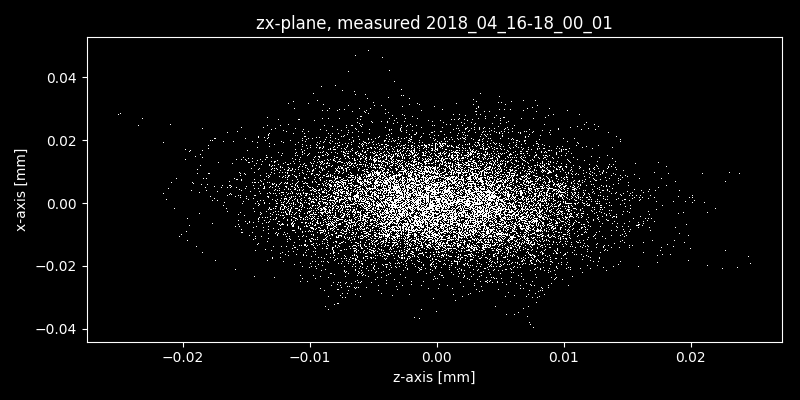 zx-plane, measured 2018_04_16-18_00_01
x-axis [mm]
0.04
0.02
0.00
−0.02
−0.04
−0.02 −0.01 0.00 0.01 0.02
z-axis [mm]